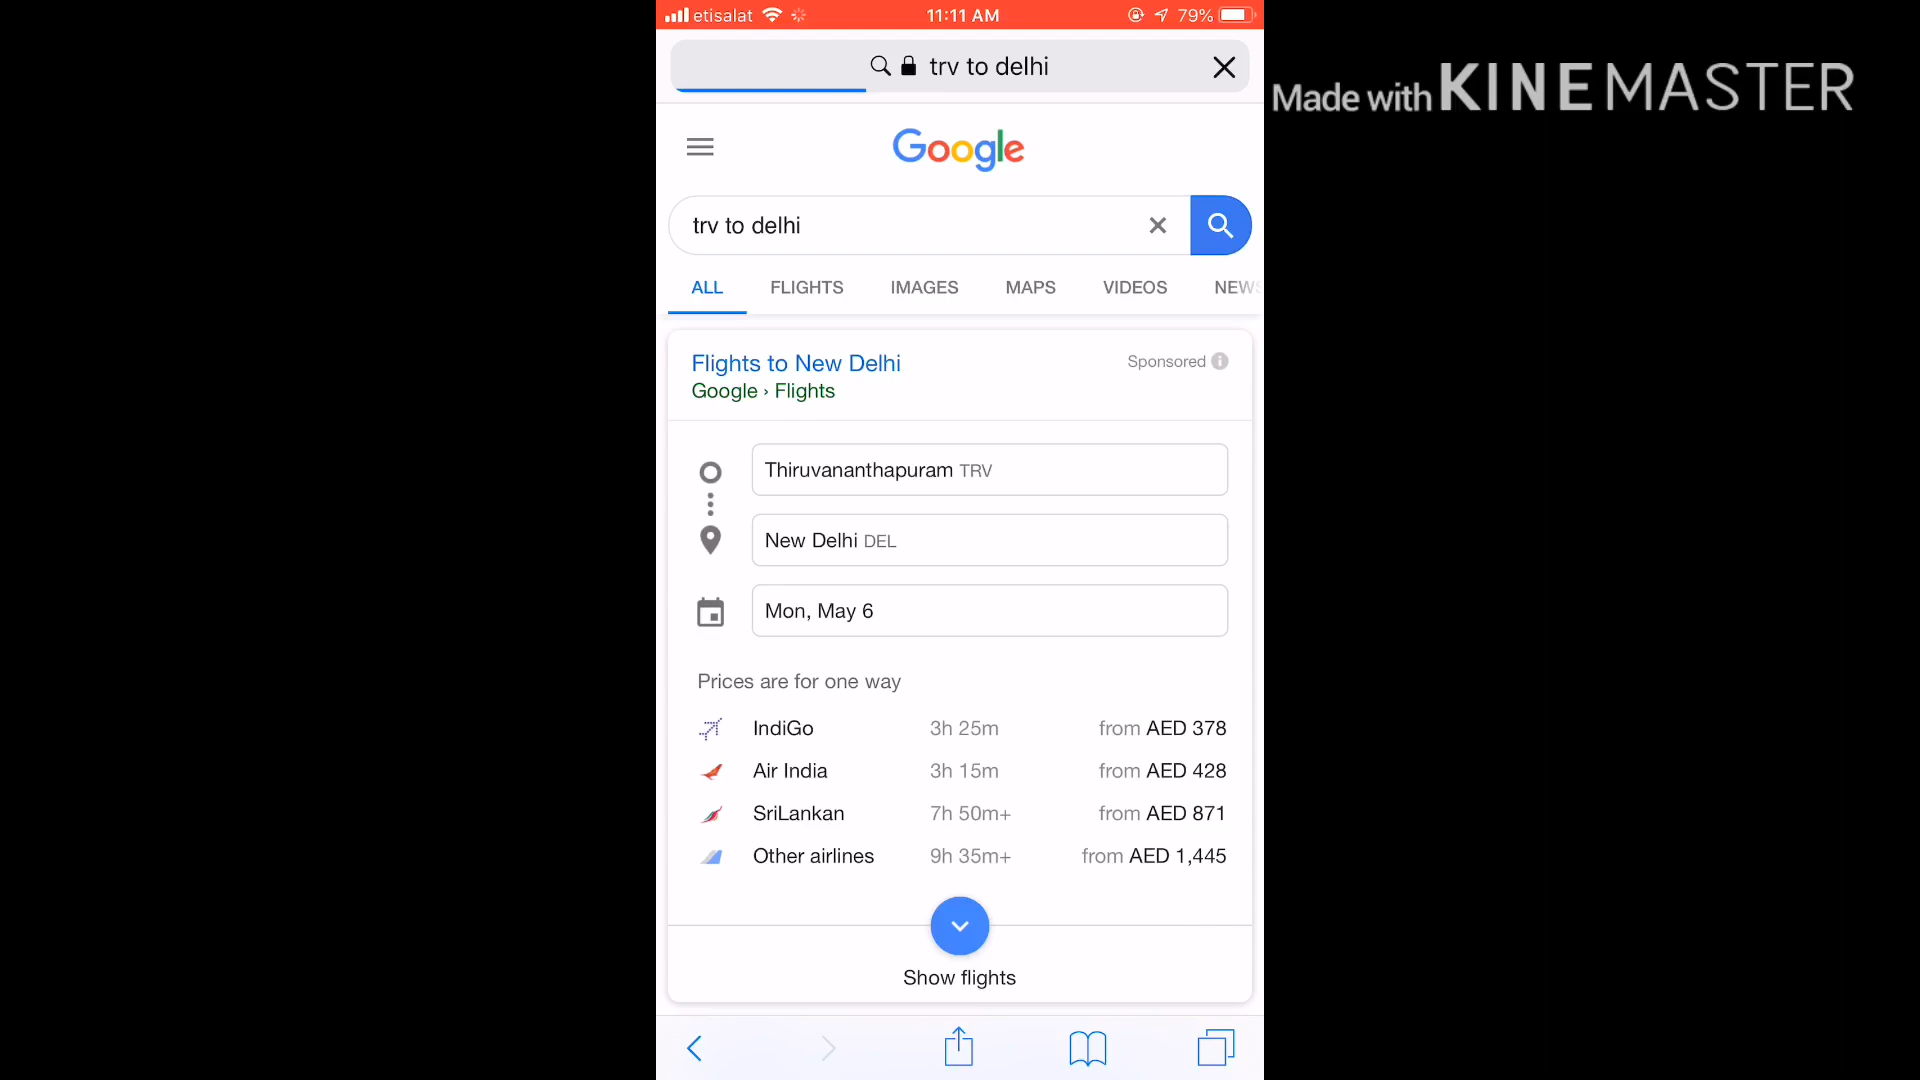 etisalat 11:11 AM 79%
trv to delhi
Made with KINEMASTER
Google
trv to delhi
ALL FLIGHTS IMAGES MAPS VIDEOS NEWS
Flights to New Delhi Sponsored
Google › Flights
Thiruvananthapuram TRV
New Delhi DEL
Mon, May 6
Prices are for one way
IndiGo 3h 25m from AED 378
Air India 3h 15m from AED 428
SriLankan 7h 50m+ from AED 871
Other airlines 9h 35m+ from AED 1,445
Show flights